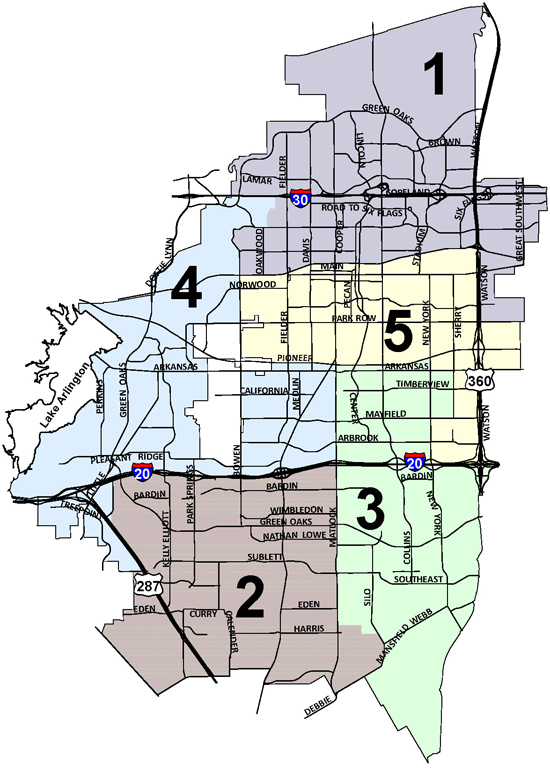 1
GREEN OAKS
BROWN
WATSON
LINCOLN
FIELDER
LAMAR
COPELAND
30
ROAD TO SIX FLAGS
SIX FLAGS
GREAT SOUTHWEST
STADIUM
COOPER
DAVIS
OAKWOOD
DOTTIE LYNN
MAIN
4
NORWOOD
PECAN
WATSON
PARK ROW
5
NEW YORK
SHERRY
FIELDER
PIONEER
ARKANSAS
ARKANSAS
Lake Arlington
PERKINS
GREEN OAKS
TIMBERVIEW
360
CALIFORNIA
MEDLIN
CENTER
MAYFIELD
WATSON
ARBROOK
PLEASANT RIDGE
BOWEN
20
20
BARDIN
BARDIN
BARDIN
PARK SPRINGS
3
NEW YORK
WIMBLEDON
GREEN OAKS
MATLOCK
NATHAN LOWE
KELLY ELLIOTT
COLLINS
SUBLETT
SOUTHEAST
287
2
SILO
EDEN
CURRY
CALENDER
EDEN
MANSFIELD WEBB
HARRIS
DEBBIE